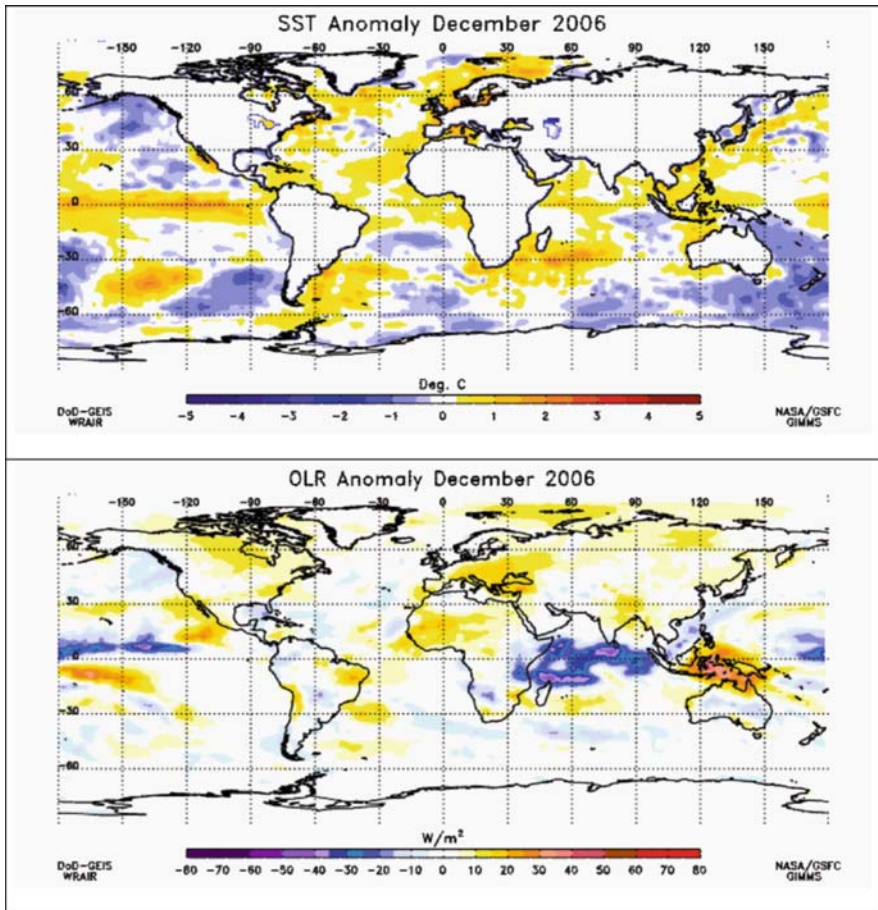 SST Anomaly December 2006
-150 -120 -90 -60 -30 0 30 60 90 120 150
60
30
0
-30
-60
Deg. C
-5 -4 -3 -2 -1 0 1 2 3 4 5
DoD-GEIS
WRAIR
NASA/GSFC
GIMMS
OLR Anomaly December 2006
-150 -120 -90 -60 -30 0 30 60 90 120 150
60
30
0
-30
-60
W/m²
-80 -70 -60 -50 -40 -30 -20 -10 0 10 20 30 40 50 60 70 80
DoD-GEIS
WRAIR
NASA/GSFC
GIMMS